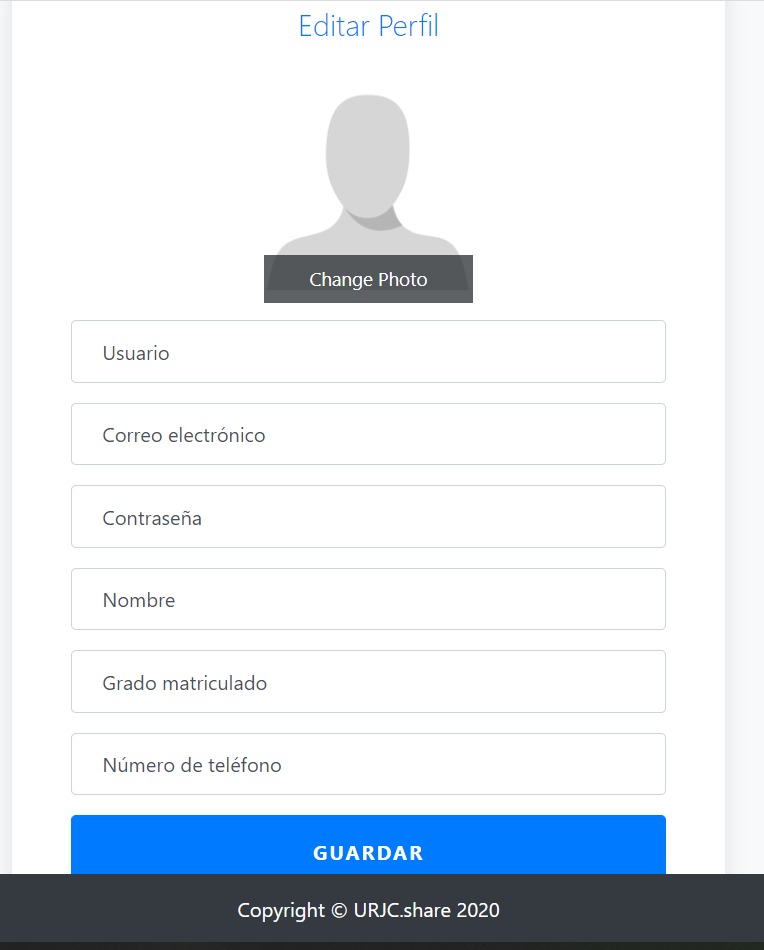 Editar Perfil
Change Photo
Usuario
Correo electrónico
Contraseña
Nombre
Grado matriculado
Número de teléfono
GUARDAR
Copyright © URJC.share 2020